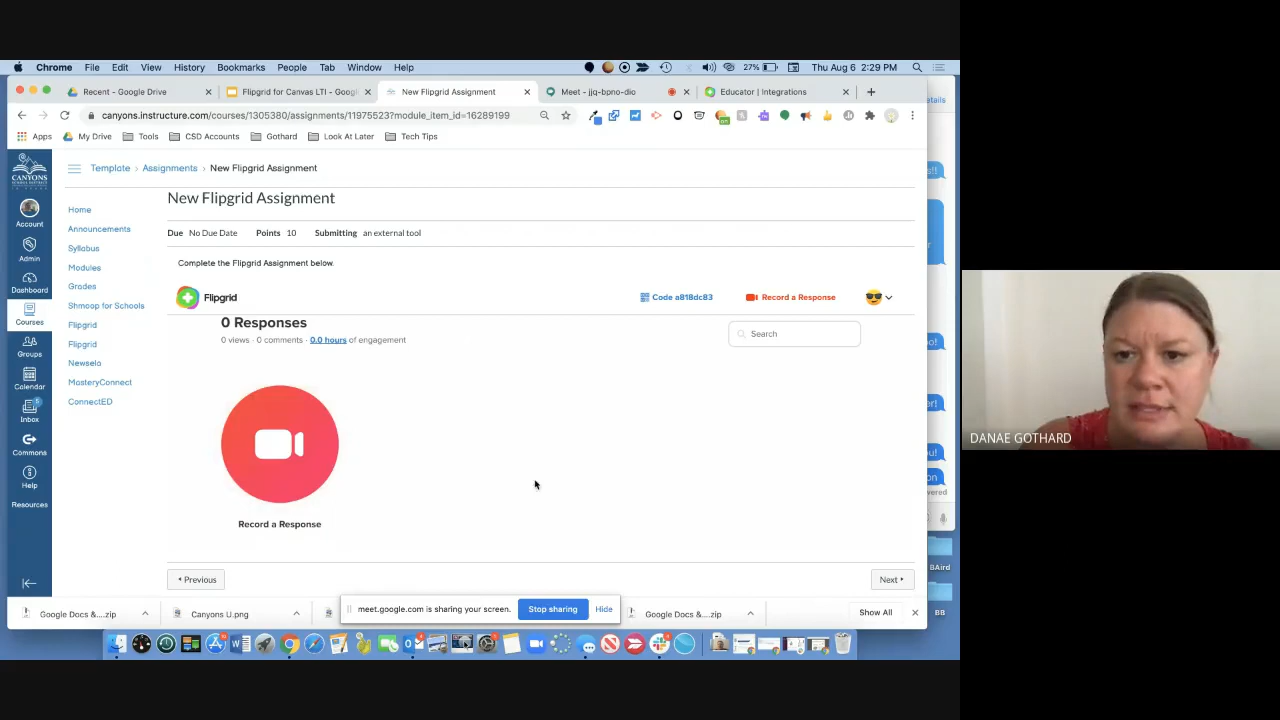 Chrome File Edit View History Bookmarks People Tab Window Help 27% Thu Aug 6 2:29 PM
Recent - Google Drive × Flipgrid for Canvas LTI - Goog × New Flipgrid Assignment × Meet - jjq-bpno-dio × Educator | Integrations × +
canyons.instructure.com/courses/1305380/assignments/11975523?module_item_id=16289199
Apps My Drive Tools CSD Accounts Gothard Look At Later Tech Tips
etails
CANYONS
Account
Admin
Dashboard
Courses
Groups
Calendar
Inbox
Commons
Help
Resources
Template › Assignments › New Flipgrid Assignment
Home
Announcements
Syllabus
Modules
Grades
Shmoop for Schools
Flipgrid
Flipgrid
Newsela
MasteryConnect
ConnectED
New Flipgrid Assignment
Due No Due Date Points 10 Submitting an external tool
Complete the Flipgrid Assignment below.
Flipgrid Code a818dc83 Record a Response
0 Responses
0 views · 0 comments · 0.0 hours of engagement
Search
Record a Response
Previous Next
Google Docs &....zip Canyons U.png meet.google.com is sharing your screen. Stop sharing Hide Google Docs &....zip Show All ×
vered
BAird
BB
DANAE GOTHARD